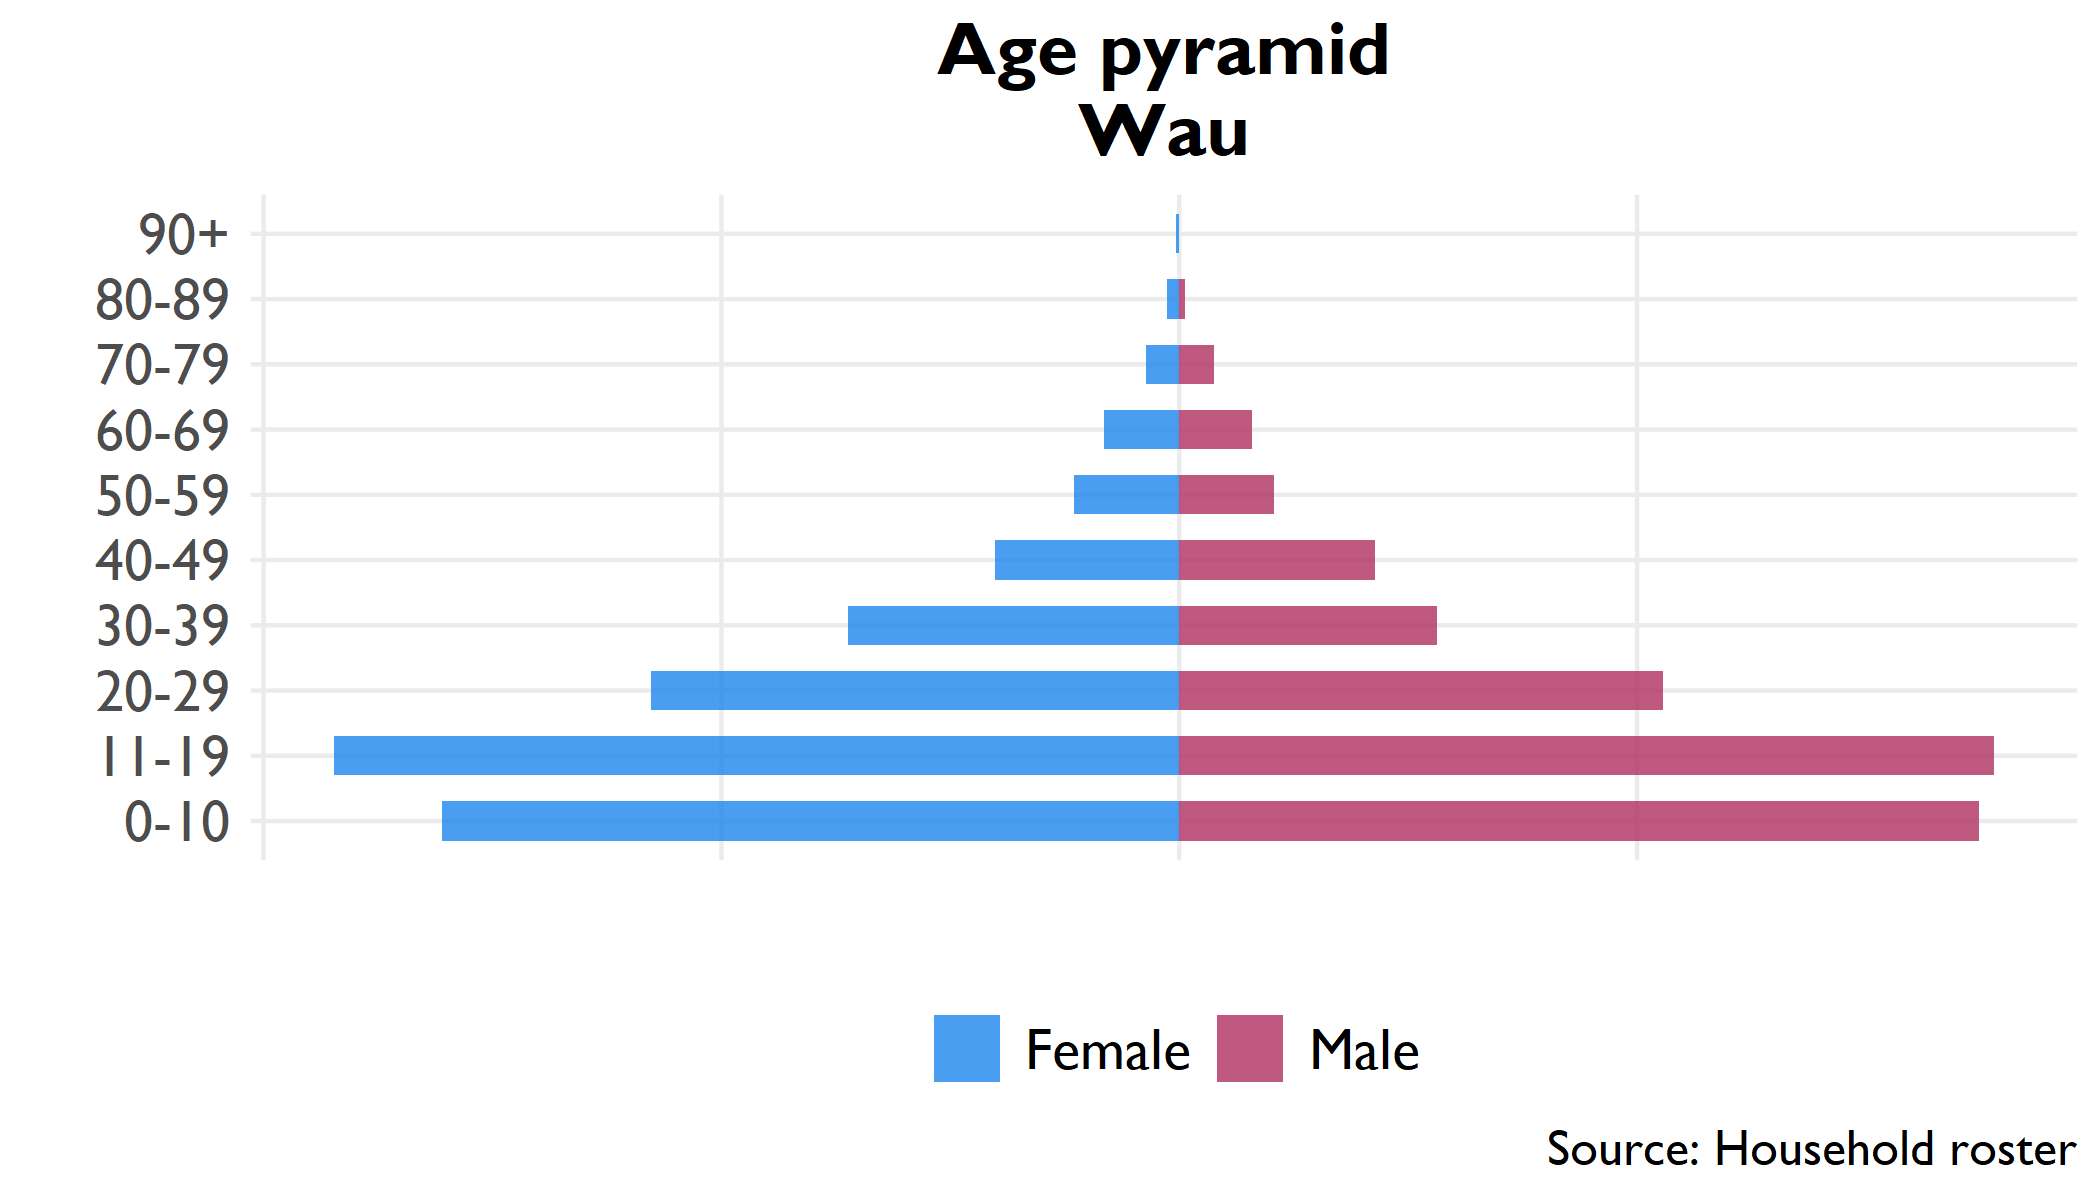 Age pyramid
Wau
90+
80-89
70-79
60-69
50-59
40-49
30-39
20-29
11-19
0-10
Female Male
Source: Household roster